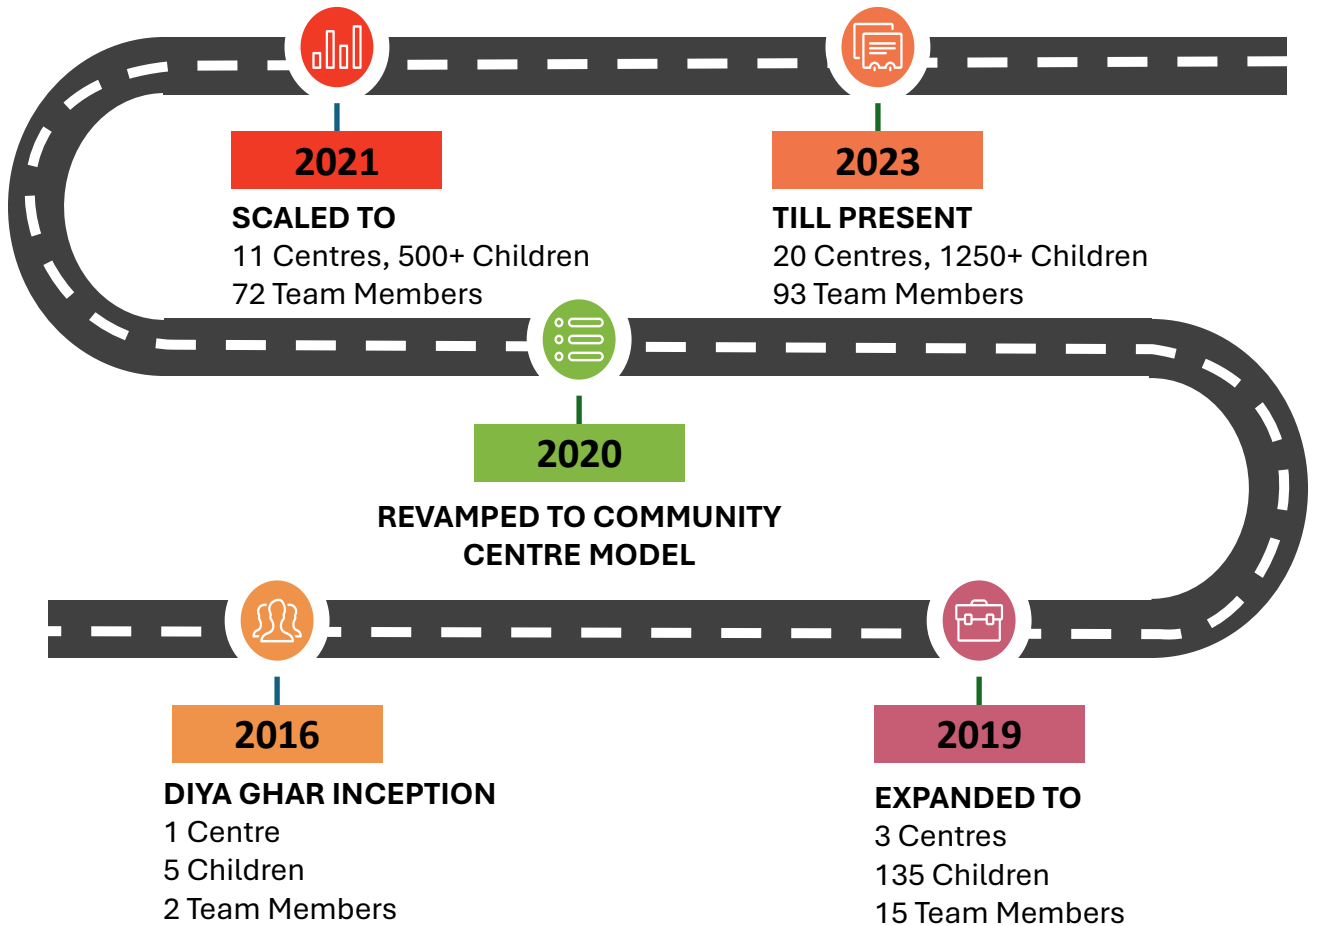 2021
SCALED TO
11 Centres, 500+ Children
72 Team Members
2023
TILL PRESENT
20 Centres, 1250+ Children
93 Team Members
2020
REVAMPED TO COMMUNITY
CENTRE MODEL
2016
DIYA GHAR INCEPTION
1 Centre
5 Children
2 Team Members
2019
EXPANDED TO
3 Centres
135 Children
15 Team Members